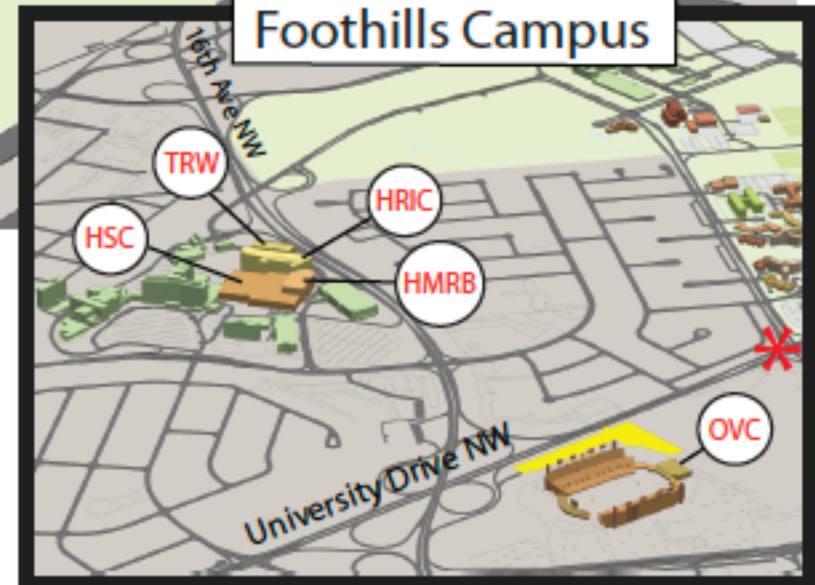 Foothills Campus
16th Ave NW
TRW
HRIC
HSC
HMRB
*
OVC
University Drive NW